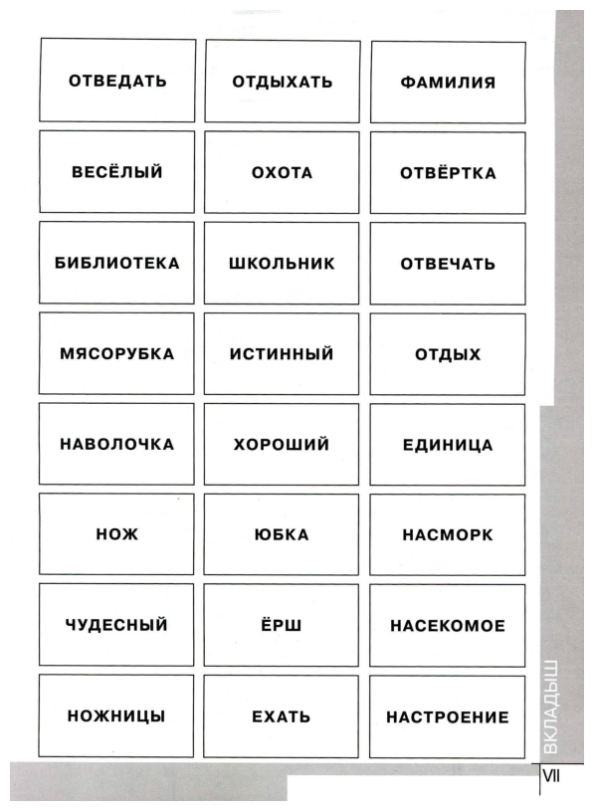 ОТВЕДАТЬ ОТДЫХАТЬ ФАМИЛИЯ
ВЕСЁЛЫЙ ОХОТА ОТВЁРТКА
БИБЛИОТЕКА ШКОЛЬНИК ОТВЕЧАТЬ
МЯСОРУБКА ИСТИННЫЙ ОТДЫХ
НАВОЛОЧКА ХОРОШИЙ ЕДИНИЦА
НОЖ ЮБКА НАСМОРК
ЧУДЕСНЫЙ ЁРШ НАСЕКОМОЕ
НОЖНИЦЫ ЕХАТЬ НАСТРОЕНИЕ
ВКЛАДЫШ
VII